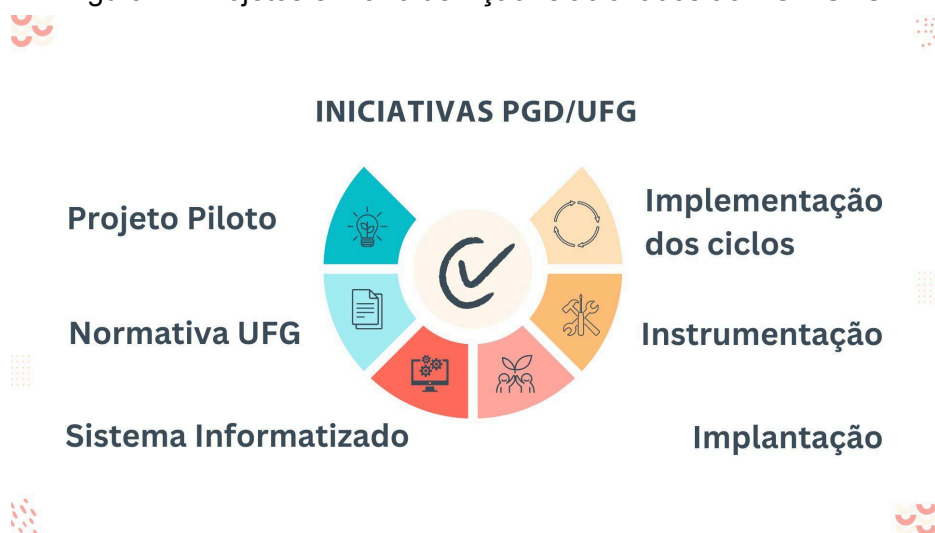 INICIATIVAS PGD/UFG
Projeto Piloto
Normativa UFG
Sistema Informatizado
Implementação
dos ciclos
Instrumentação
Implantação